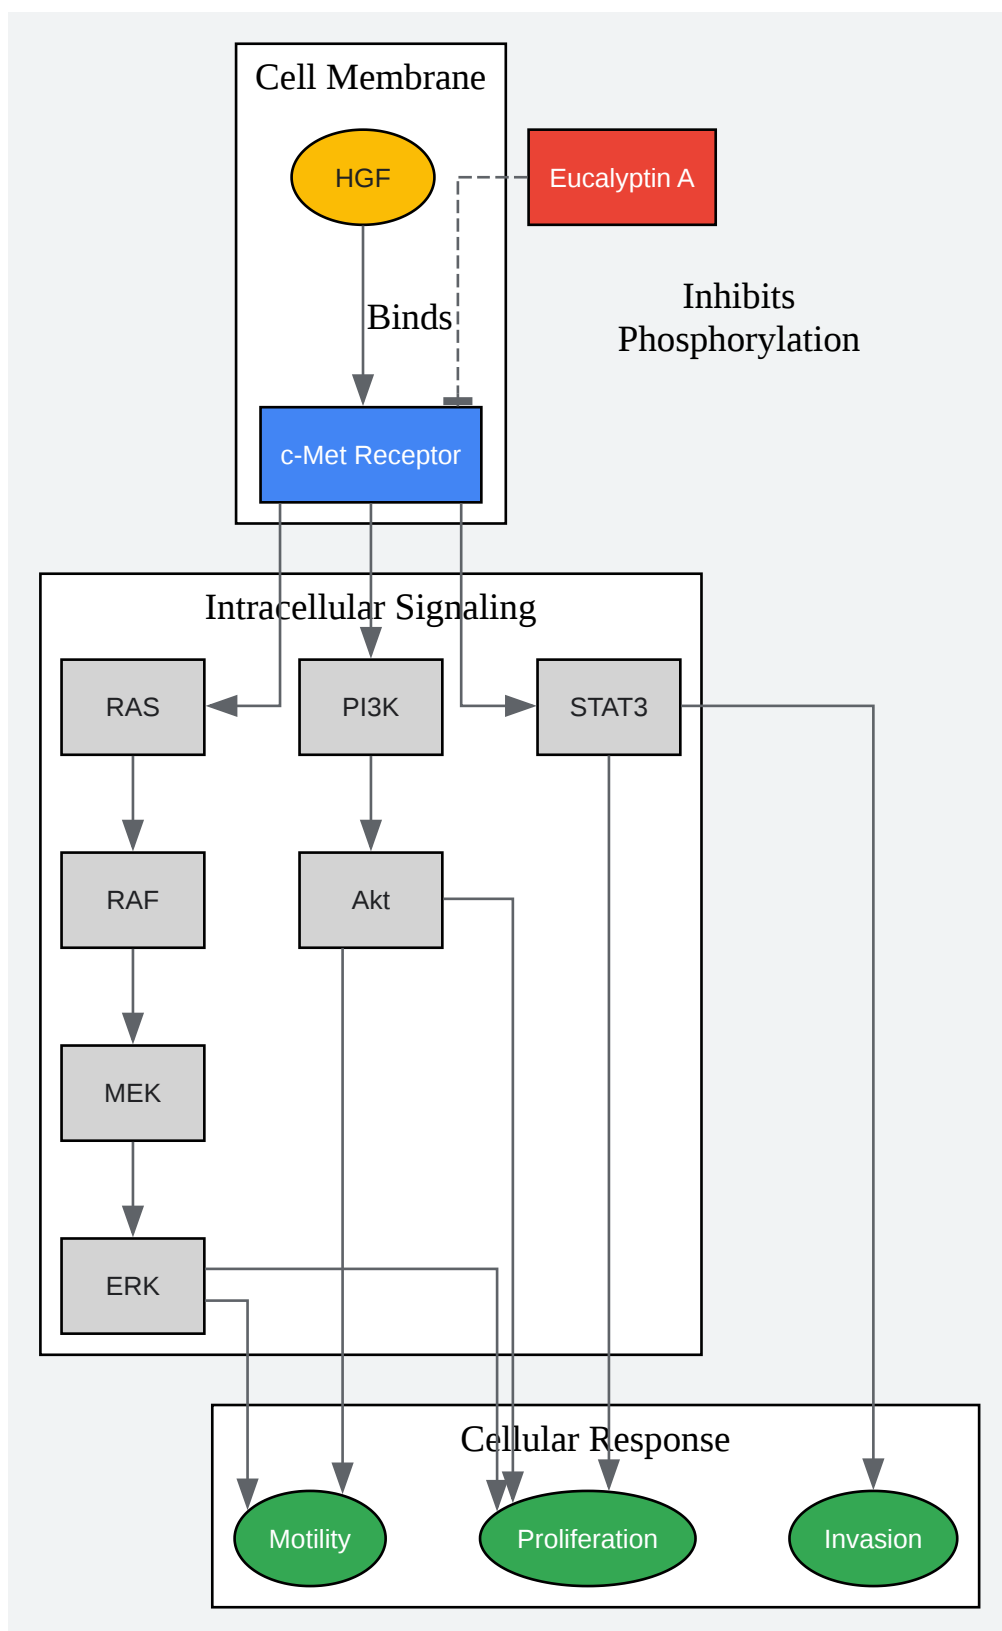 Cell Membrane
HGF
Eucalyptin A
Binds
Inhibits
Phosphorylation
c-Met Receptor
Intracellular Signaling
RAS
PI3K
STAT3
RAF
Akt
MEK
ERK
Cellular Response
Motility
Proliferation
Invasion